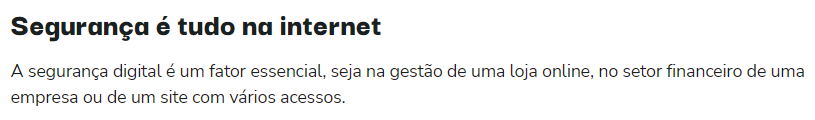 Segurança é tudo na internet
A segurança digital é um fator essencial, seja na gestão de uma loja online, no setor financeiro de uma
empresa ou de um site com vários acessos.